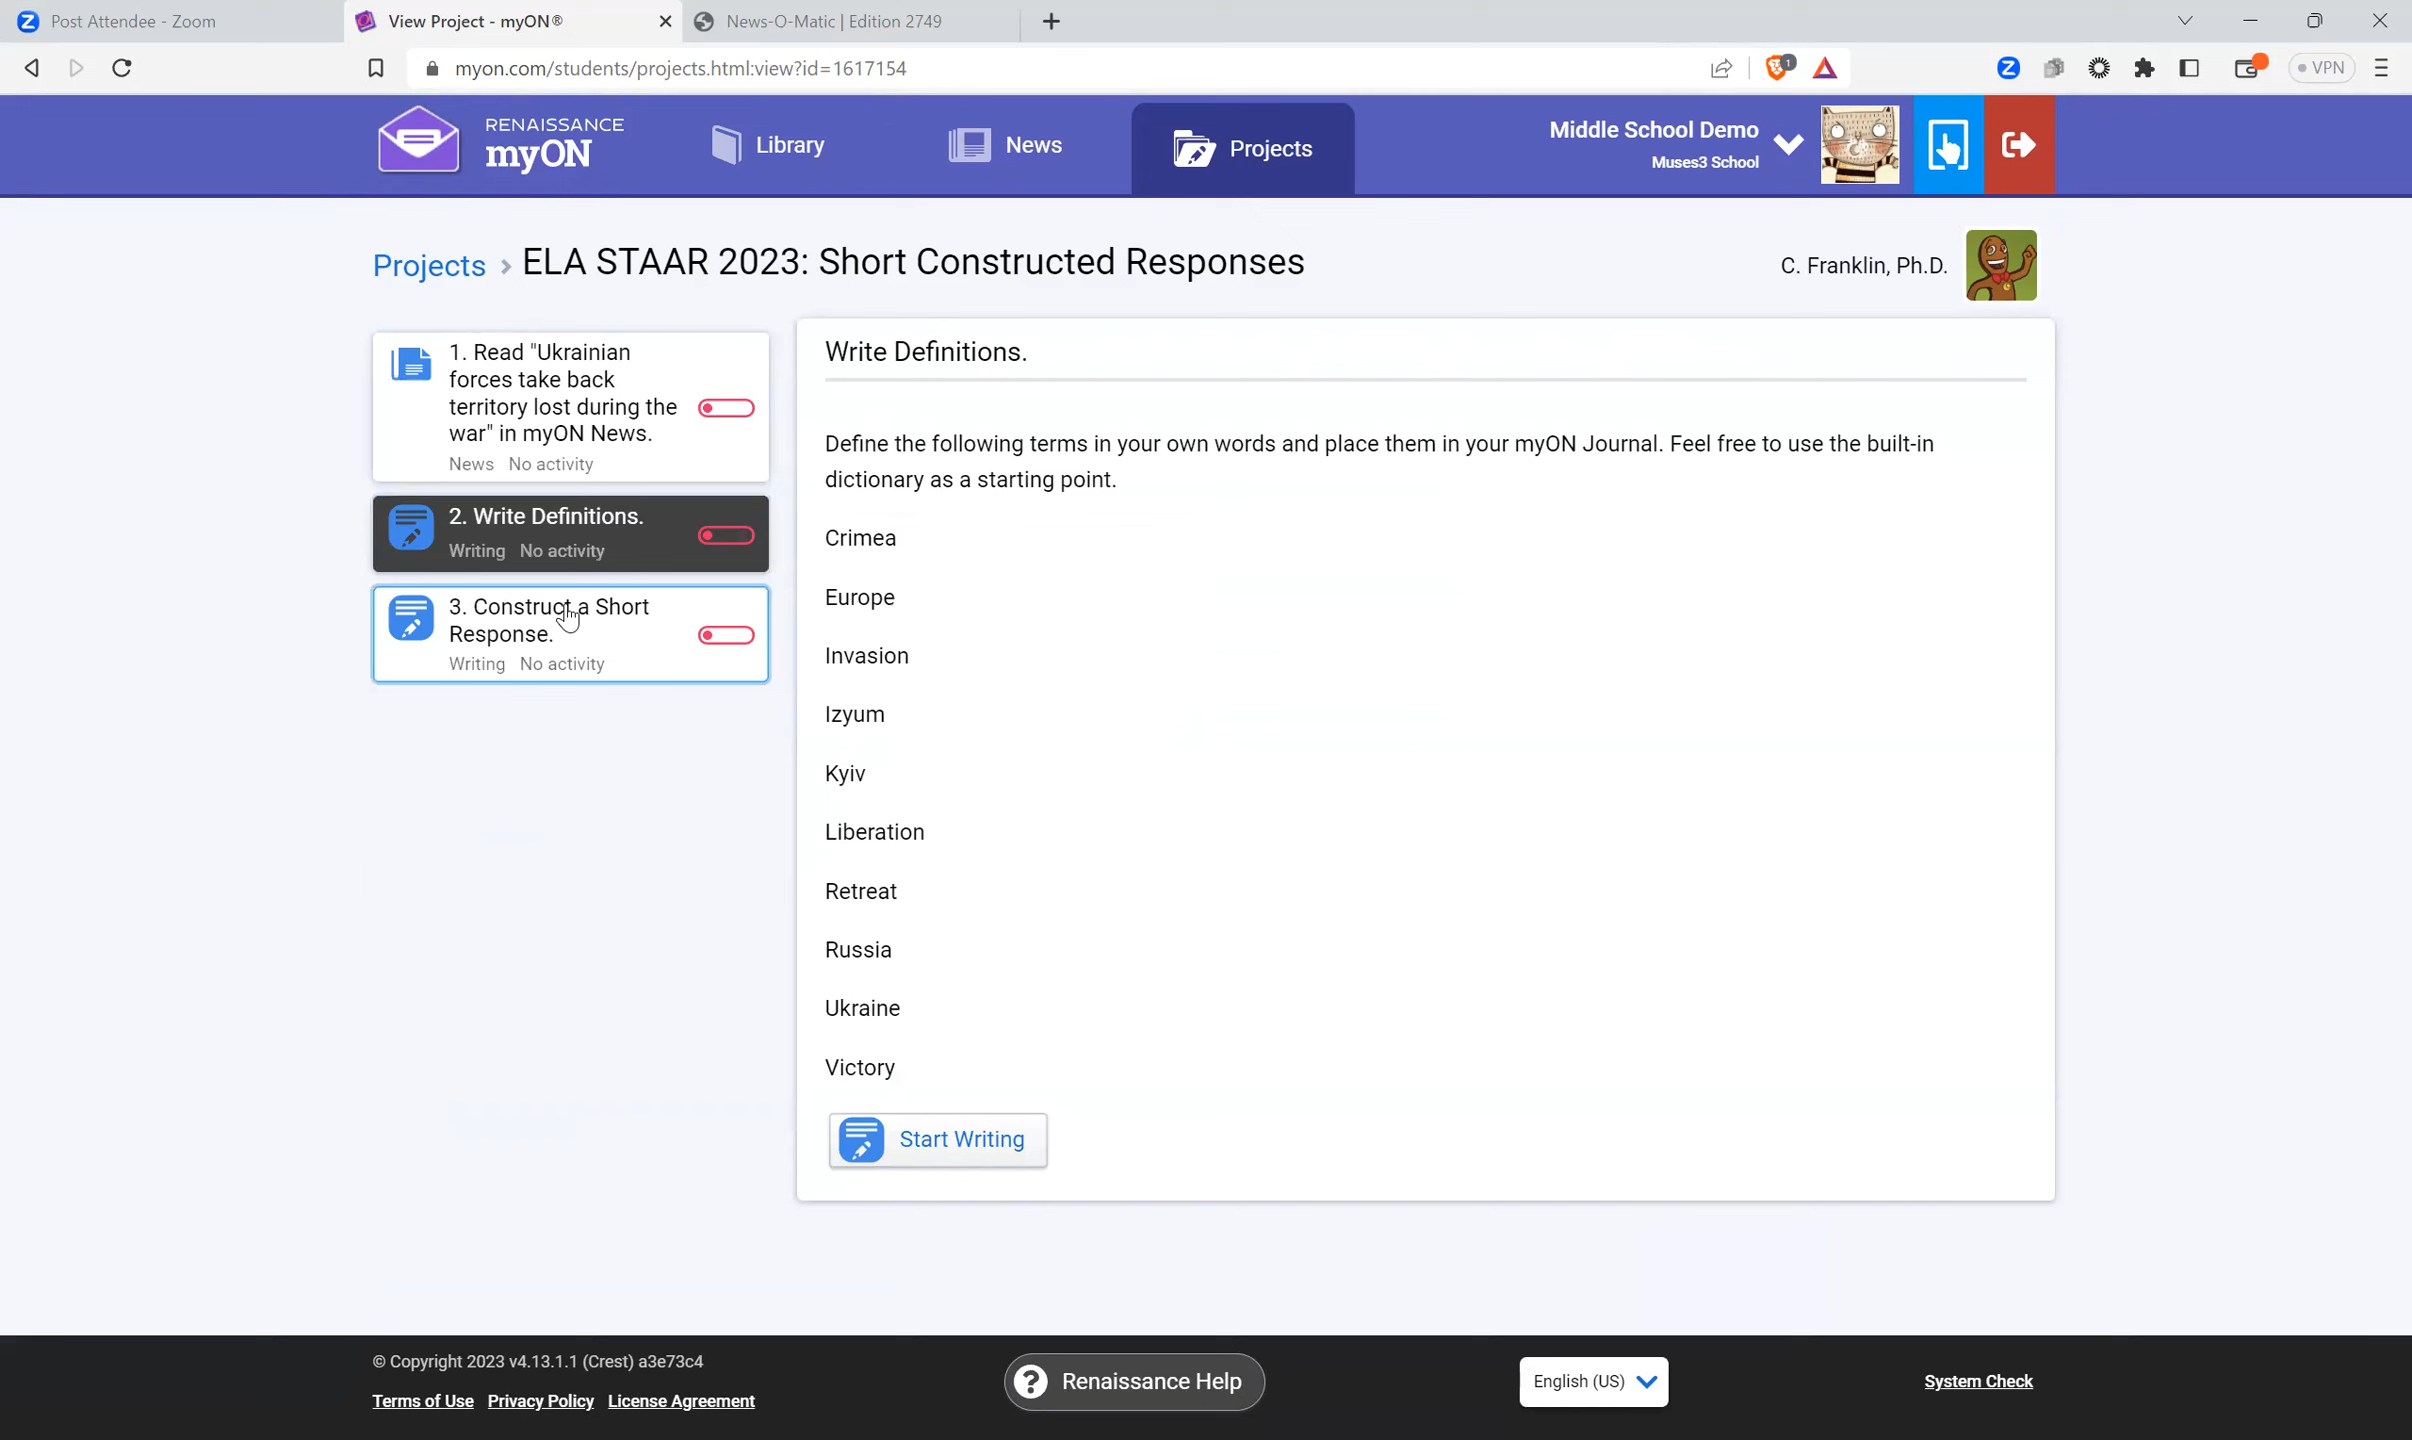 Post Attendee - Zoom
View Project - myON®
News-O-Matic | Edition 2749
myon.com/students/projects.html:view?id=1617154
1
VPN
RENAISSANCE
myON
Library
News
Projects
Middle School Demo
Muses3 School
Projects › ELA STAAR 2023: Short Constructed Responses
C. Franklin, Ph.D.
1. Read "Ukrainian
forces take back
territory lost during the
war" in myON News.
News No activity
2. Write Definitions.
Writing No activity
3. Construct a Short
Response.
Writing No activity
Write Definitions.
Define the following terms in your own words and place them in your myON Journal. Feel free to use the built-in
dictionary as a starting point.
Crimea
Europe
Invasion
Izyum
Kyiv
Liberation
Retreat
Russia
Ukraine
Victory
Start Writing
© Copyright 2023 v4.13.1.1 (Crest) a3e73c4
Terms of Use Privacy Policy License Agreement
? Renaissance Help
English (US)
System Check